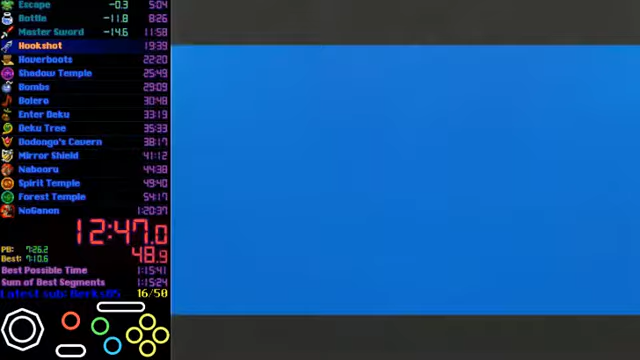 Escape -0.3 5:04
Bottle -11.8 8:26
Master Sword -14.6 11:58
Hookshot 19:39
Hoverboots 22:20
Shadow Temple 25:49
Bombs 29:09
Bolero 30:48
Enter Deku 33:19
Deku Tree 35:33
Dodongo's Cavern 38:17
Mirror Shield 41:12
Nabooru 44:38
Spirit Temple 49:40
Forest Temple 54:17
NoGanon 1:20:37
12:47.0
PB: 7:26.2
Best: 7:10.6
48.9
Best Possible Time 1:15:41
Sum of Best Segments 1:15:24
Latest sub: Berks05 16/50